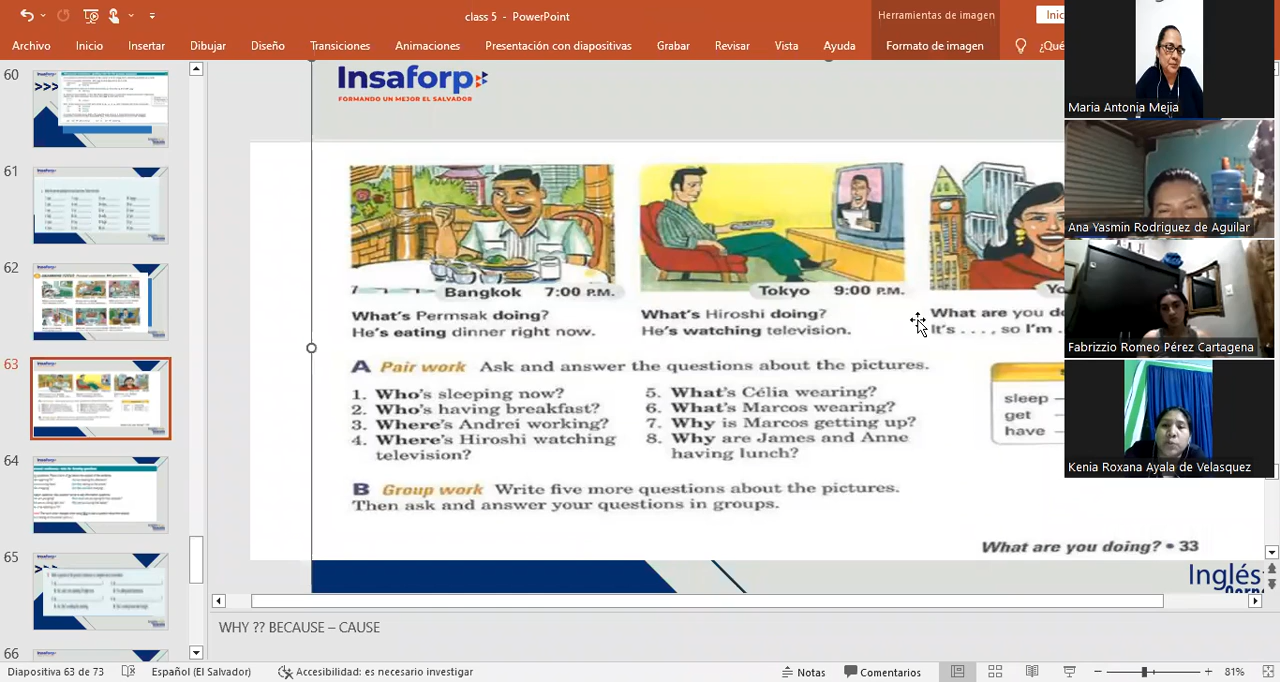 class 5 - PowerPoint
Herramientas de imagen
Inic
Archivo Inicio Insertar Dibujar Diseño Transiciones Animaciones Presentación con diapositivas Grabar Revisar Vista Ayuda Formato de imagen ¿Qué
60
61
62
63
64
65
66
Insaforp
FORMANDO UN MEJOR EL SALVADOR
Bangkok 7:00 P.M.
Tokyo 9:00 P.M.
Yo
What's Permsak doing?
He's eating dinner right now.
What's Hiroshi doing?
He's watching television.
What are you do
It's . . . , so I'm .
A Pair work Ask and answer the questions about the pictures.
1. Who's sleeping now?
2. Who's having breakfast?
3. Where's Andrei working?
4. Where's Hiroshi watching
television?
5. What's Célia wearing?
6. What's Marcos wearing?
7. Why is Marcos getting up?
8. Why are James and Anne
having lunch?
sleep
get
have
B Group work Write five more questions about the pictures.
Then ask and answer your questions in groups.
What are you doing? • 33
Inglés
WHY ?? BECAUSE – CAUSE
Diapositiva 63 de 73 Español (El Salvador) Accesibilidad: es necesario investigar Notas Comentarios 81%
Maria Antonia Mejia
Ana Yasmin Rodriguez de Aguilar
Fabrizzio Romeo Pérez Cartagena
Kenia Roxana Ayala de Velasquez